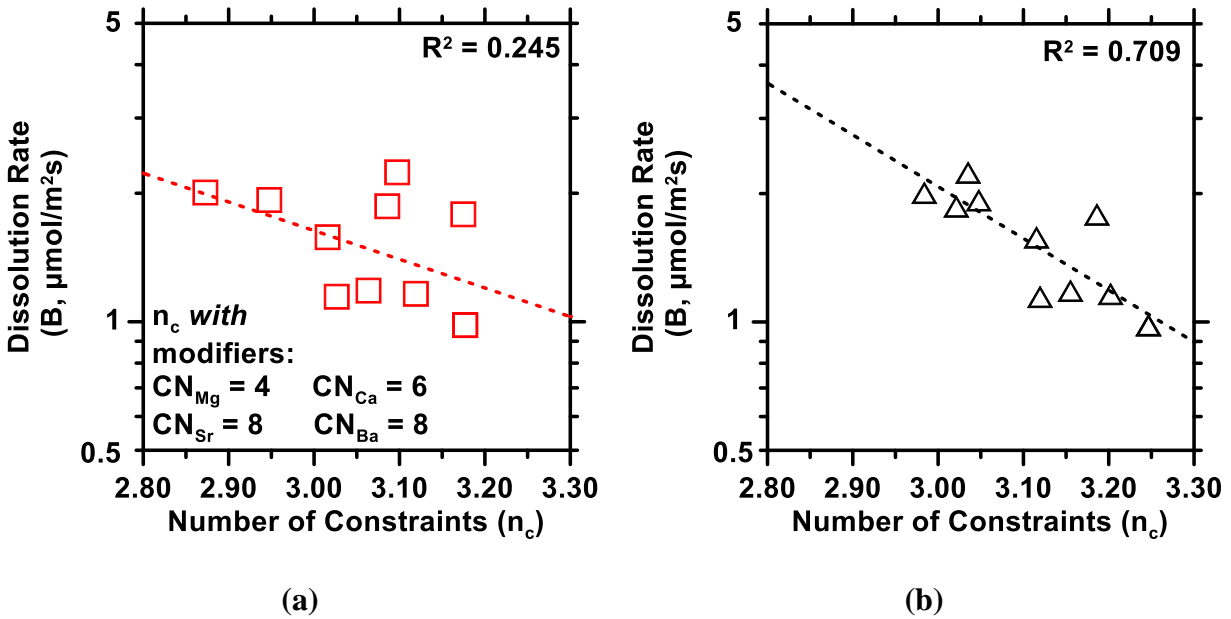 5
R² = 0.245
Dissolution Rate
(B, µmol/m²s)
1
n_c with
modifiers:
CN_Mg = 4 CN_Ca = 6
CN_Sr = 8 CN_Ba = 8
0.5
2.80 2.90 3.00 3.10 3.20 3.30
Number of Constraints (n_c)
(a)
5
R² = 0.709
Dissolution Rate
(B, µmol/m²s)
1
0.5
2.80 2.90 3.00 3.10 3.20 3.30
Number of Constraints (n_c)
(b)